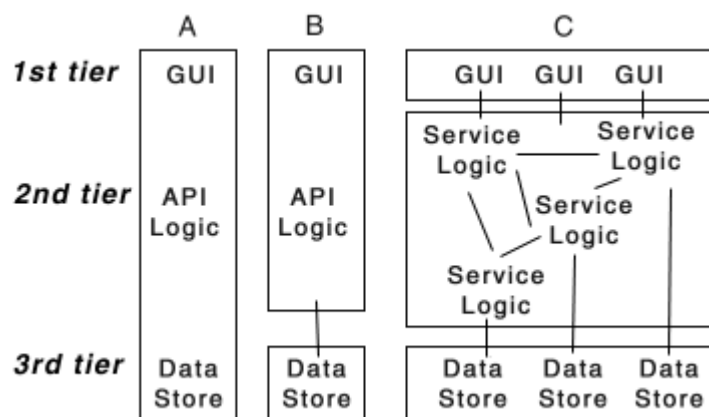 A B C
1st tier GUI GUI GUI GUI GUI
Service Logic
Service Logic
2nd tier API Logic API Logic
Service Logic
Service Logic
3rd tier Data Store Data Store Data Store Data Store Data Store